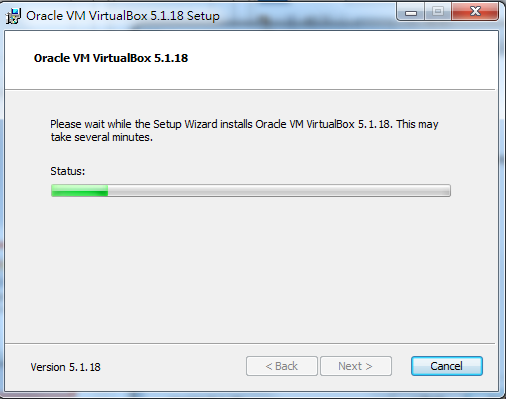 Oracle VM VirtualBox 5.1.18 Setup
Oracle VM VirtualBox 5.1.18
Please wait while the Setup Wizard installs Oracle VM VirtualBox 5.1.18. This may
take several minutes.
Status:
Version 5.1.18
< Back
Next >
Cancel